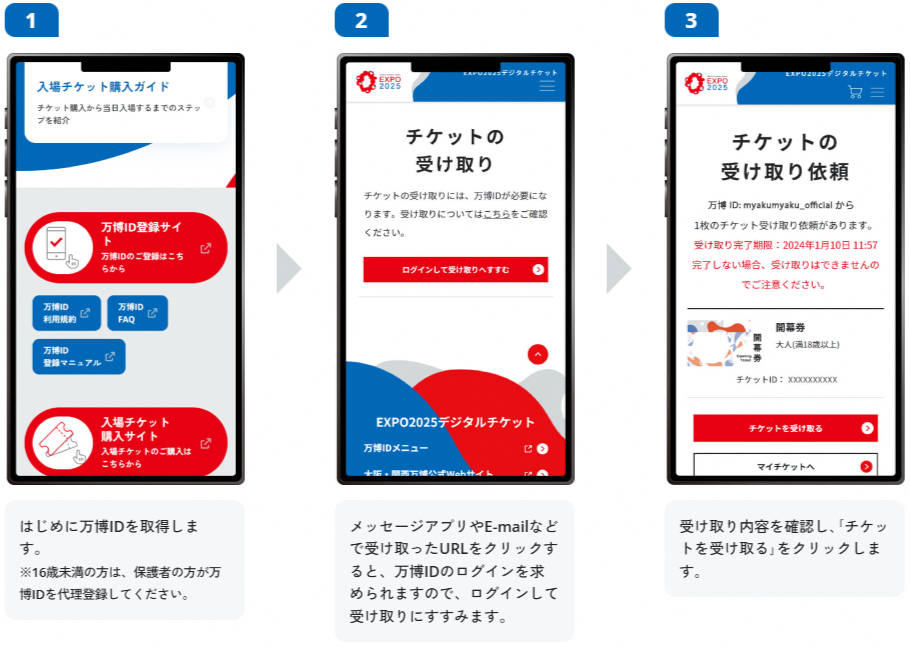 1
入場チケット購入ガイド
チケット購入から当日入場するまでのステッ
プを紹介
万博ID登録サイ
ト
万博IDのご登録はこち
らから
万博ID
利用規約
万博ID
FAQ
万博ID
登録マニュアル
入場チケット
購入サイト
入場チケットのご購入は
こちらから
はじめに万博IDを取得しま
す。
※16歳未満の方は、保護者の方が万
博IDを代理登録してください。
2
EXPO2025デジタルチケット
EXPO
2025
チケットの
受け取り
チケットの受け取りには、万博IDが必要にな
ります。受け取りについてはこちらをご確認
ください。
ログインして受け取りへすすむ
EXPO2025デジタルチケット
万博IDメニュー
大阪・関西万博公式Webサイト
メッセージアプリやE-mailなど
で受け取ったURLをクリックす
ると、万博IDのログインを求
められますので、ログインして
受け取りにすすみます。
3
EXPO2025デジタルチケット
EXPO
2025
チケットの
受け取り依頼
万博 ID: myakumyaku_official から
1枚のチケット受け取り依頼があります。
受け取り完了期限：2024年1月10日 11:57
完了しない場合、受け取りはできませんの
でご注意ください。
開幕券
Opening
Ticket
開幕券
大人(満18歳以上)
チケットID： XXXXXXXXXX
チケットを受け取る
マイチケットへ
受け取り内容を確認し､｢チケッ
トを受け取る｣をクリックしま
す。